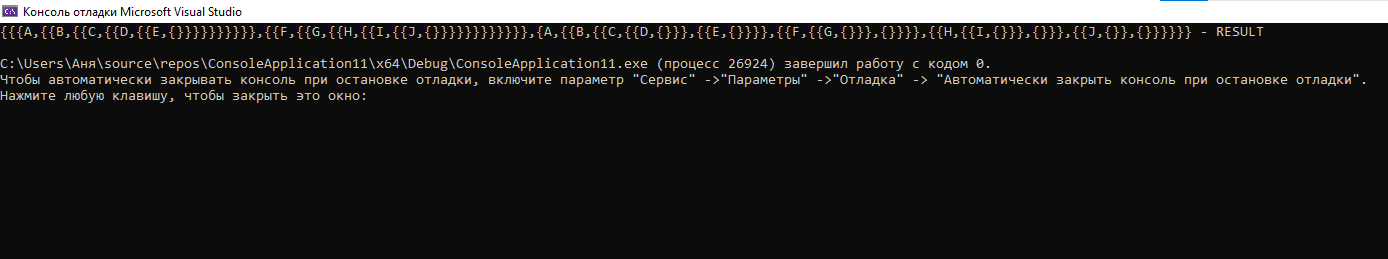 Консоль отладки Microsoft Visual Studio
{{{A,{{B,{{C,{{D,{{E,{}}}}}}}}}},{{F,{{G,{{H,{{I,{{J,{}}}}}}}}}}}},{A,{{B,{{C,{{D,{}}},{{E,{}}}},{{F,{{G,{}}},{}}}},{{H,{{I,{}}},{}}},{{J,{}},{}}}}}} - RESULT
C:\Users\Аня\source\repos\ConsoleApplication11\x64\Debug\ConsoleApplication11.exe (процесс 26924) завершил работу с кодом 0.
Чтобы автоматически закрывать консоль при остановке отладки, включите параметр "Сервис" ->"Параметры" ->"Отладка" -> "Автоматически закрыть консоль при остановке отладки".
Нажмите любую клавишу, чтобы закрыть это окно: